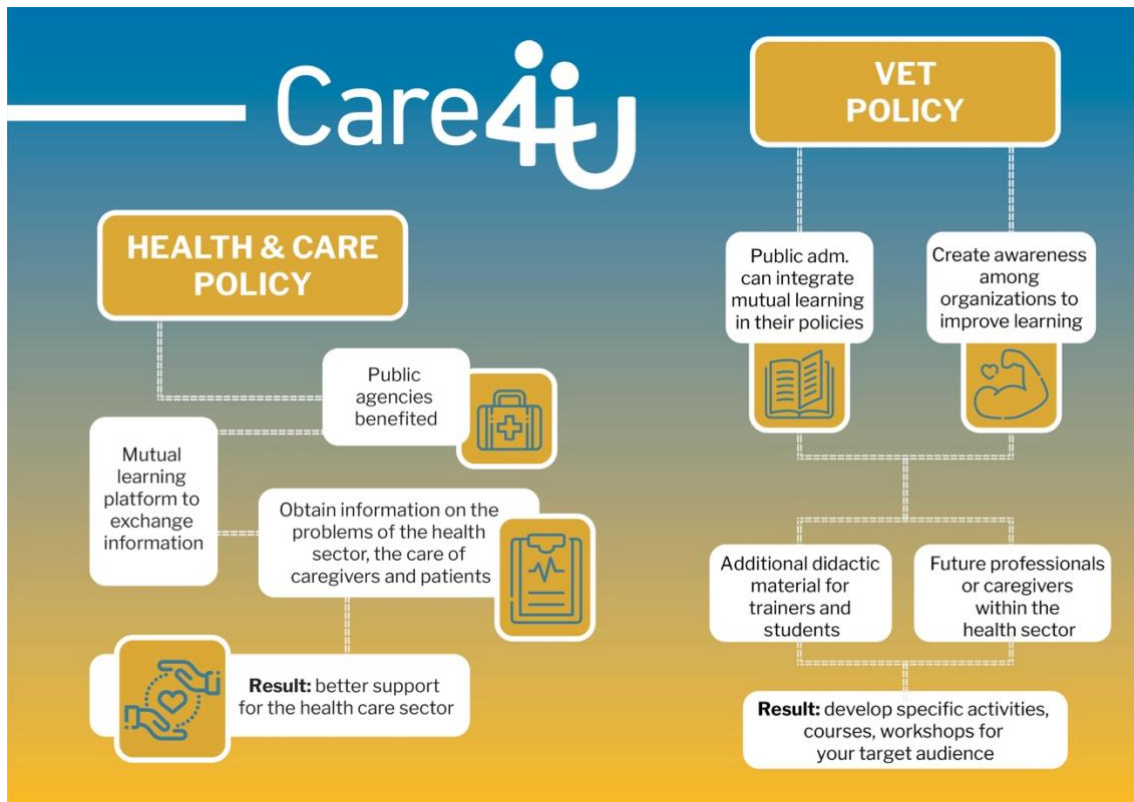 Care4U
HEALTH & CARE
POLICY
Public
agencies
benefited
Mutual
learning
platform to
exchange
information
Obtain information on the
problems of the health
sector, the care of
caregivers and patients
Result: better support
for the health care sector
VET
POLICY
Public adm.
can integrate
mutual learning
in their policies
Create awareness
among
organizations to
improve learning
Additional didactic
material for
trainers and
students
Future professionals
or caregivers
within the
health sector
Result: develop specific activities,
courses, workshops for
your target audience